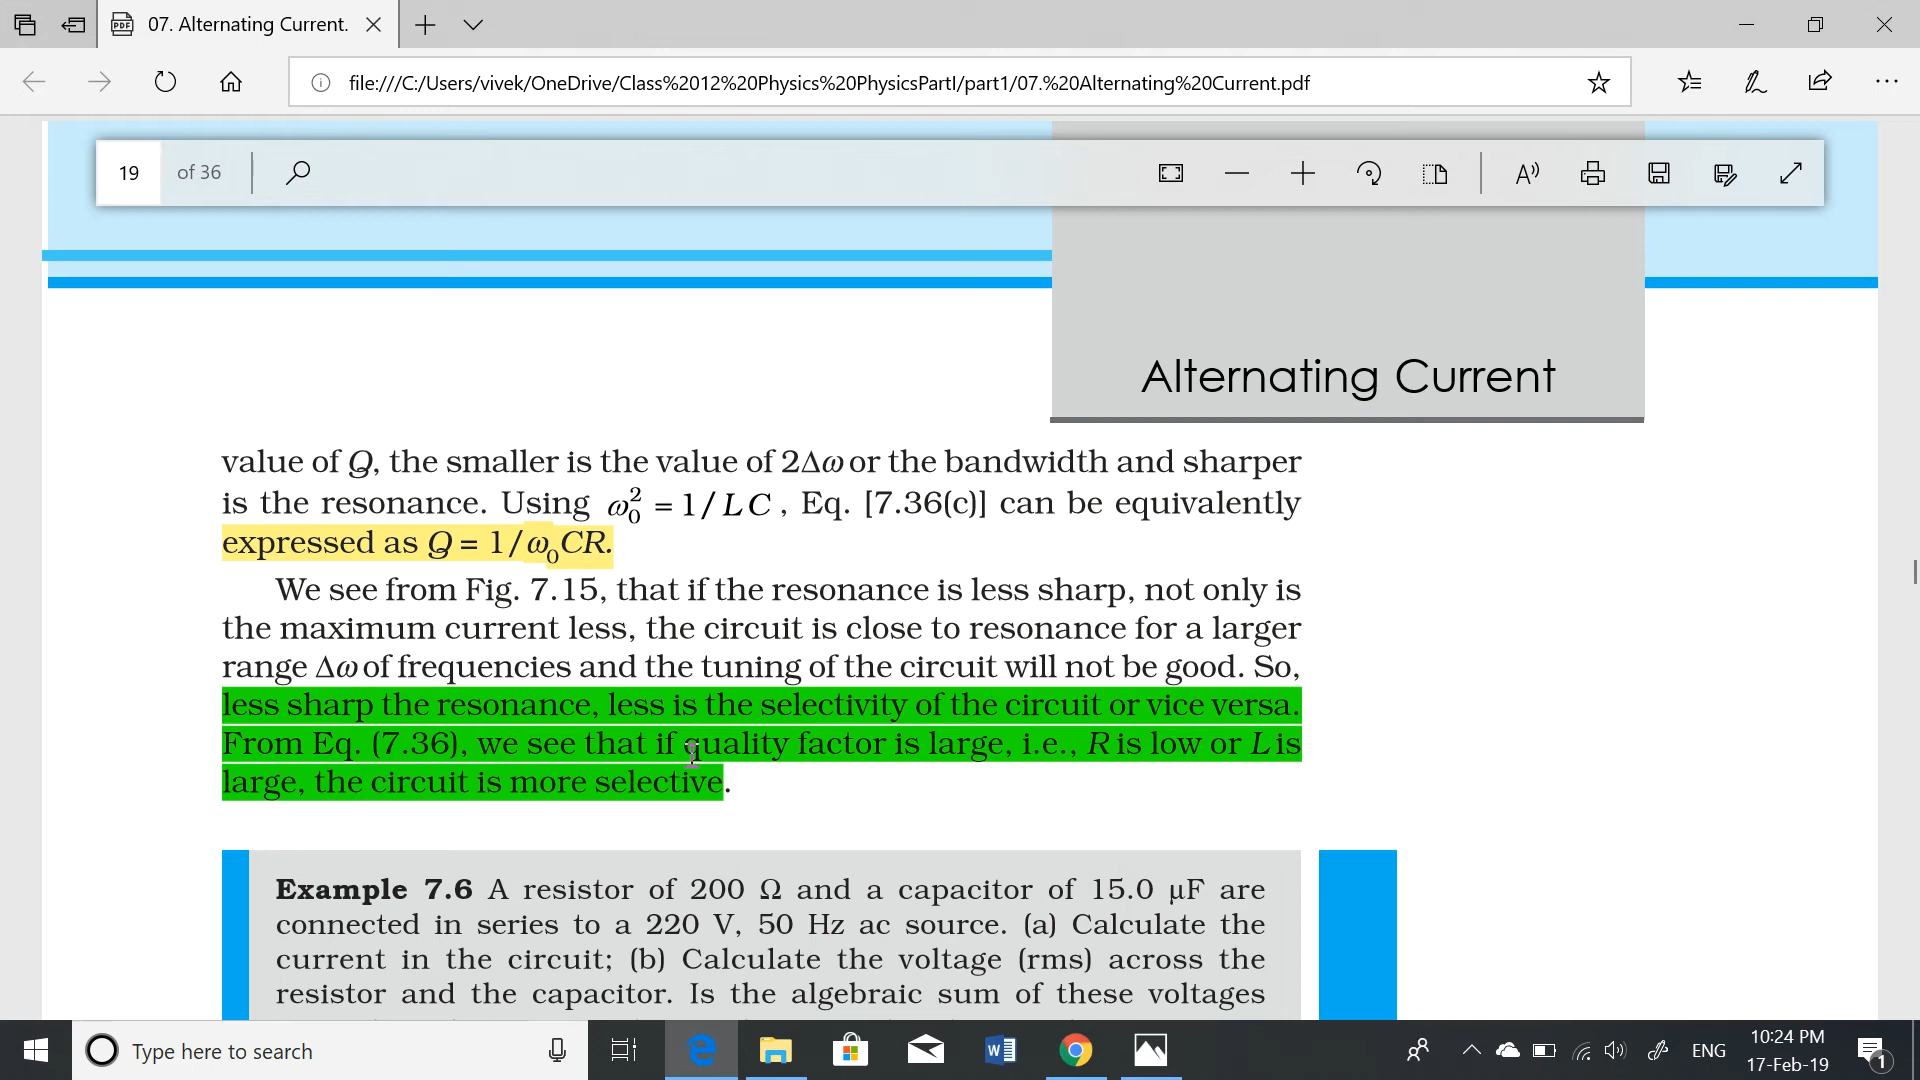 07. Alternating Current.
file:///C:/Users/vivek/OneDrive/Class%2012%20Physics%20PhysicsPartI/part1/07.%20Alternating%20Current.pdf
19 of 36
Alternating Current
value of Q, the smaller is the value of 2Δω or the bandwidth and sharper
is the resonance. Using ω₀² = 1/LC, Eq. [7.36(c)] can be equivalently
expressed as Q = 1/ω₀CR.
We see from Fig. 7.15, that if the resonance is less sharp, not only is
the maximum current less, the circuit is close to resonance for a larger
range Δω of frequencies and the tuning of the circuit will not be good. So,
less sharp the resonance, less is the selectivity of the circuit or vice versa.
From Eq. (7.36), we see that if quality factor is large, i.e., R is low or L is
large, the circuit is more selective.
Example 7.6 A resistor of 200 Ω and a capacitor of 15.0 μF are
connected in series to a 220 V, 50 Hz ac source. (a) Calculate the
current in the circuit; (b) Calculate the voltage (rms) across the
resistor and the capacitor. Is the algebraic sum of these voltages
Type here to search
ENG
10:24 PM
17-Feb-19
1